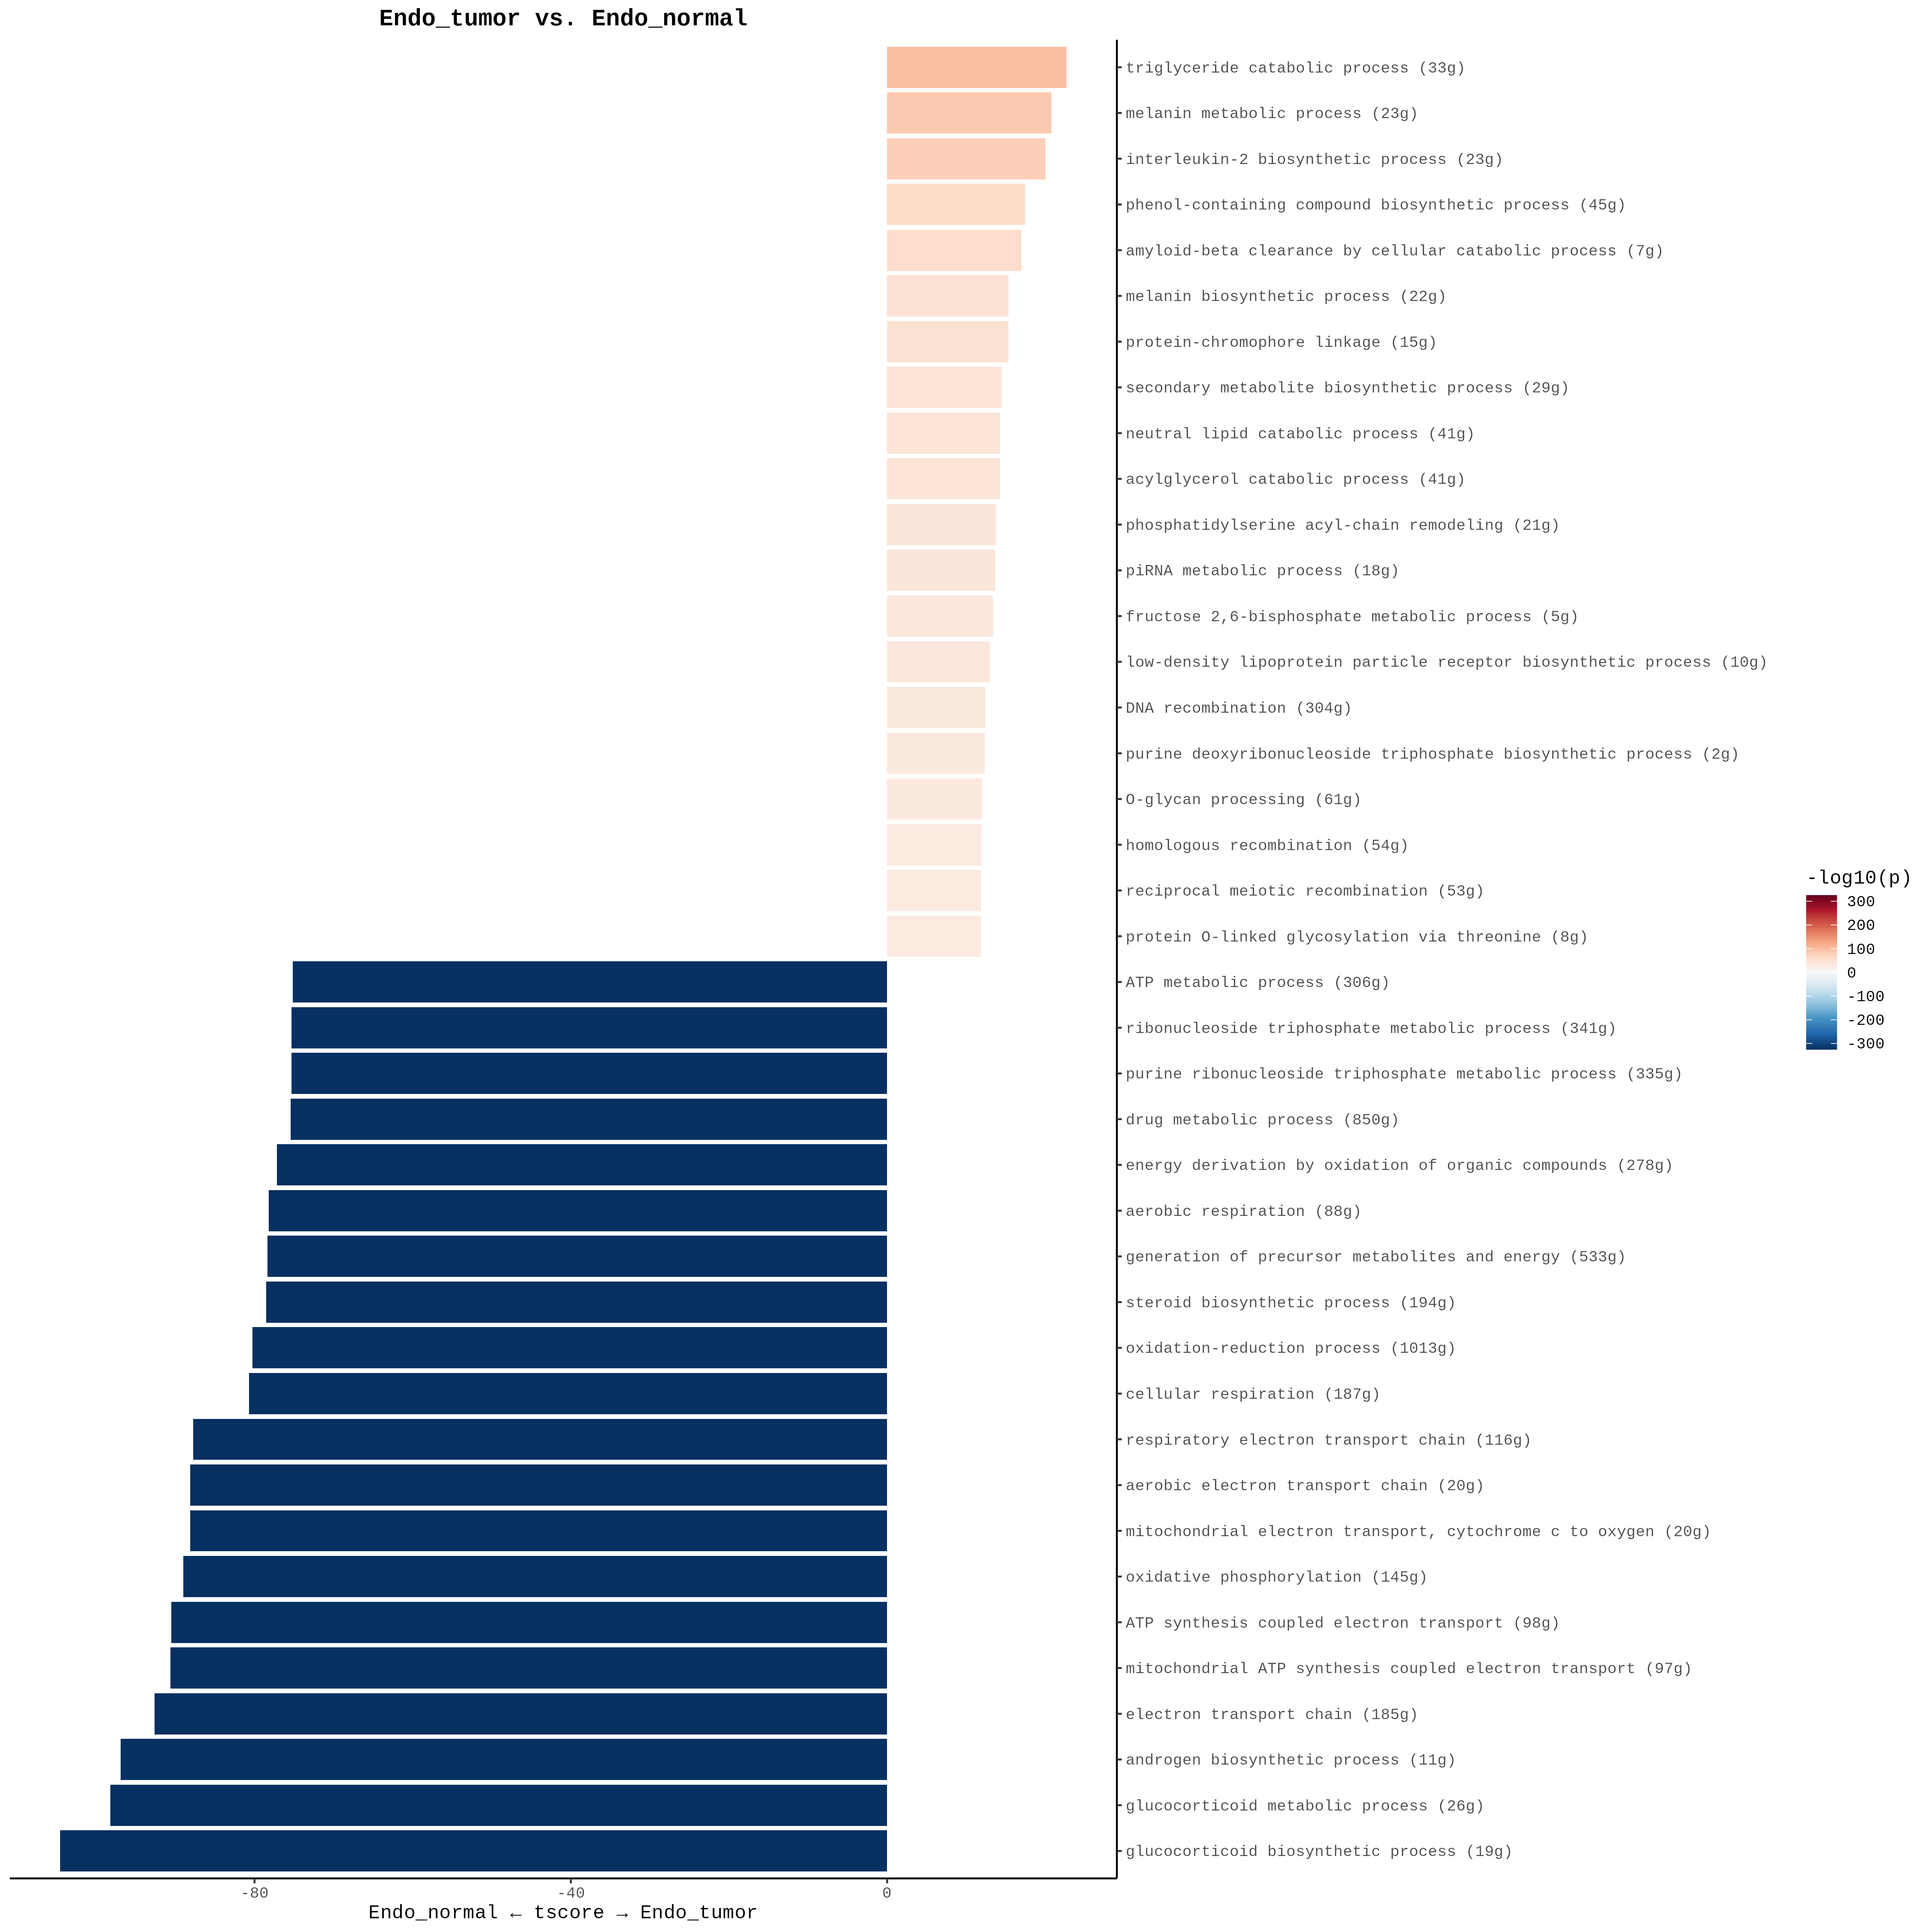 Endo_tumor vs. Endo_normal
triglyceride catabolic process (33g)
melanin metabolic process (23g)
interleukin-2 biosynthetic process (23g)
phenol-containing compound biosynthetic process (45g)
amyloid-beta clearance by cellular catabolic process (7g)
melanin biosynthetic process (22g)
protein-chromophore linkage (15g)
secondary metabolite biosynthetic process (29g)
neutral lipid catabolic process (41g)
acylglycerol catabolic process (41g)
phosphatidylserine acyl-chain remodeling (21g)
piRNA metabolic process (18g)
fructose 2,6-bisphosphate metabolic process (5g)
low-density lipoprotein particle receptor biosynthetic process (10g)
DNA recombination (304g)
purine deoxyribonucleoside triphosphate biosynthetic process (2g)
O-glycan processing (61g)
homologous recombination (54g)
reciprocal meiotic recombination (53g)
protein O-linked glycosylation via threonine (8g)
ATP metabolic process (306g)
ribonucleoside triphosphate metabolic process (341g)
purine ribonucleoside triphosphate metabolic process (335g)
drug metabolic process (850g)
energy derivation by oxidation of organic compounds (278g)
aerobic respiration (88g)
generation of precursor metabolites and energy (533g)
steroid biosynthetic process (194g)
oxidation-reduction process (1013g)
cellular respiration (187g)
respiratory electron transport chain (116g)
aerobic electron transport chain (20g)
mitochondrial electron transport, cytochrome c to oxygen (20g)
oxidative phosphorylation (145g)
ATP synthesis coupled electron transport (98g)
mitochondrial ATP synthesis coupled electron transport (97g)
electron transport chain (185g)
androgen biosynthetic process (11g)
glucocorticoid metabolic process (26g)
glucocorticoid biosynthetic process (19g)
-80 -40 0
Endo_normal ← tscore → Endo_tumor
-log10(p)
300
200
100
0
-100
-200
-300